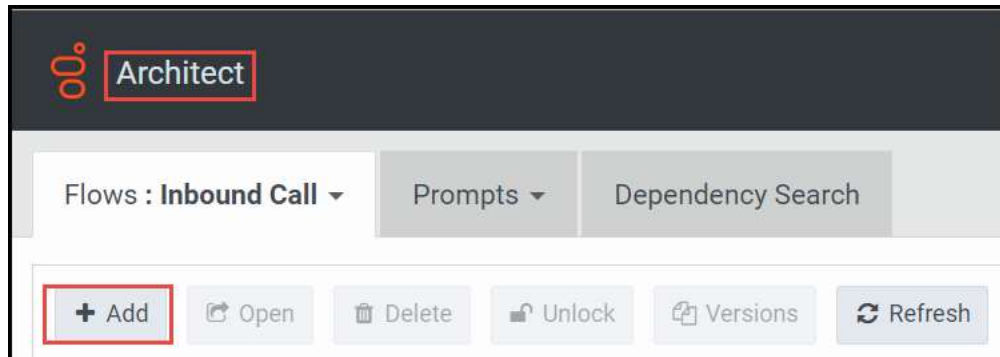 Architect
Flows : Inbound Call Prompts Dependency Search
Add Open Delete Unlock Versions Refresh